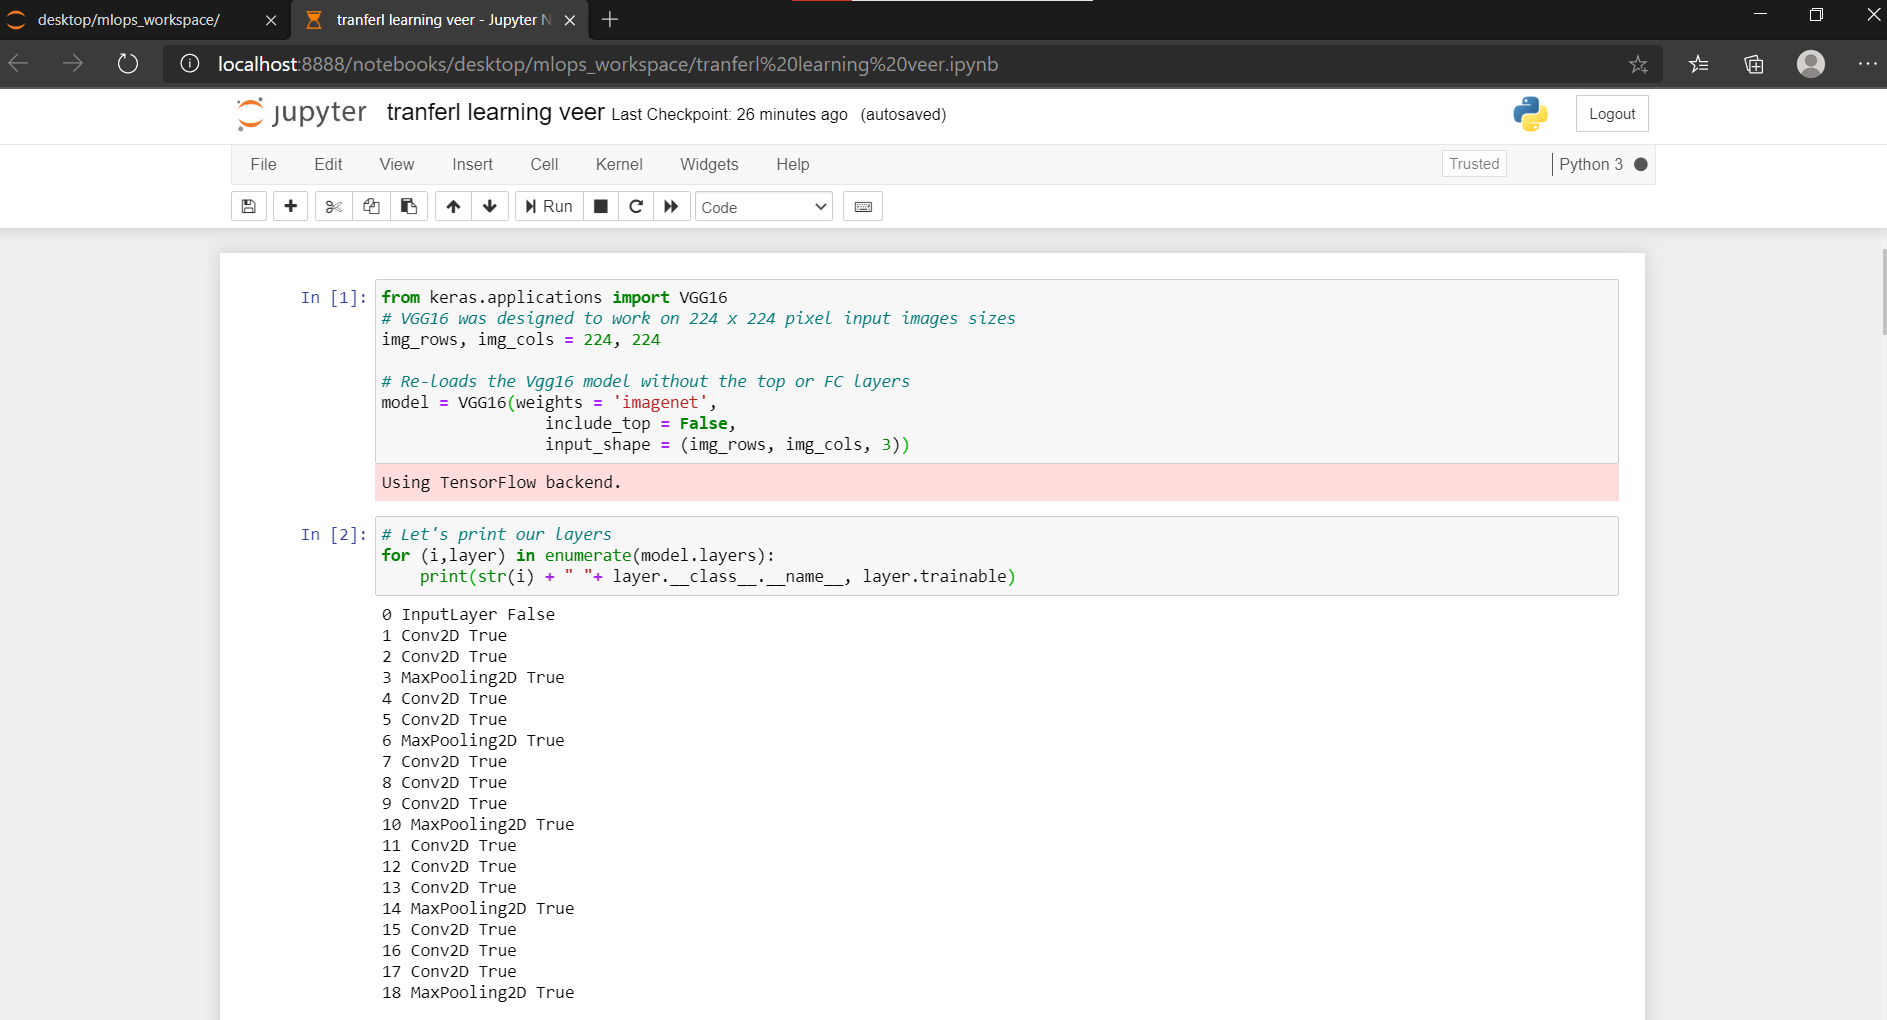 desktop/mlops_workspace/
tranferl learning veer - Jupyter N
localhost:8888/notebooks/desktop/mlops_workspace/tranferl%20learning%20veer.ipynb
jupyter tranferl learning veer Last Checkpoint: 26 minutes ago (autosaved)
Logout
File Edit View Insert Cell Kernel Widgets Help
Trusted
Python 3
Run
Code
In [1]: from keras.applications import VGG16
# VGG16 was designed to work on 224 x 224 pixel input images sizes
img_rows, img_cols = 224, 224
# Re-loads the Vgg16 model without the top or FC layers
model = VGG16(weights = 'imagenet',
include_top = False,
input_shape = (img_rows, img_cols, 3))
Using TensorFlow backend.
In [2]: # Let's print our layers
for (i,layer) in enumerate(model.layers):
print(str(i) + " "+ layer.__class__.__name__, layer.trainable)
0 InputLayer False
1 Conv2D True
2 Conv2D True
3 MaxPooling2D True
4 Conv2D True
5 Conv2D True
6 MaxPooling2D True
7 Conv2D True
8 Conv2D True
9 Conv2D True
10 MaxPooling2D True
11 Conv2D True
12 Conv2D True
13 Conv2D True
14 MaxPooling2D True
15 Conv2D True
16 Conv2D True
17 Conv2D True
18 MaxPooling2D True